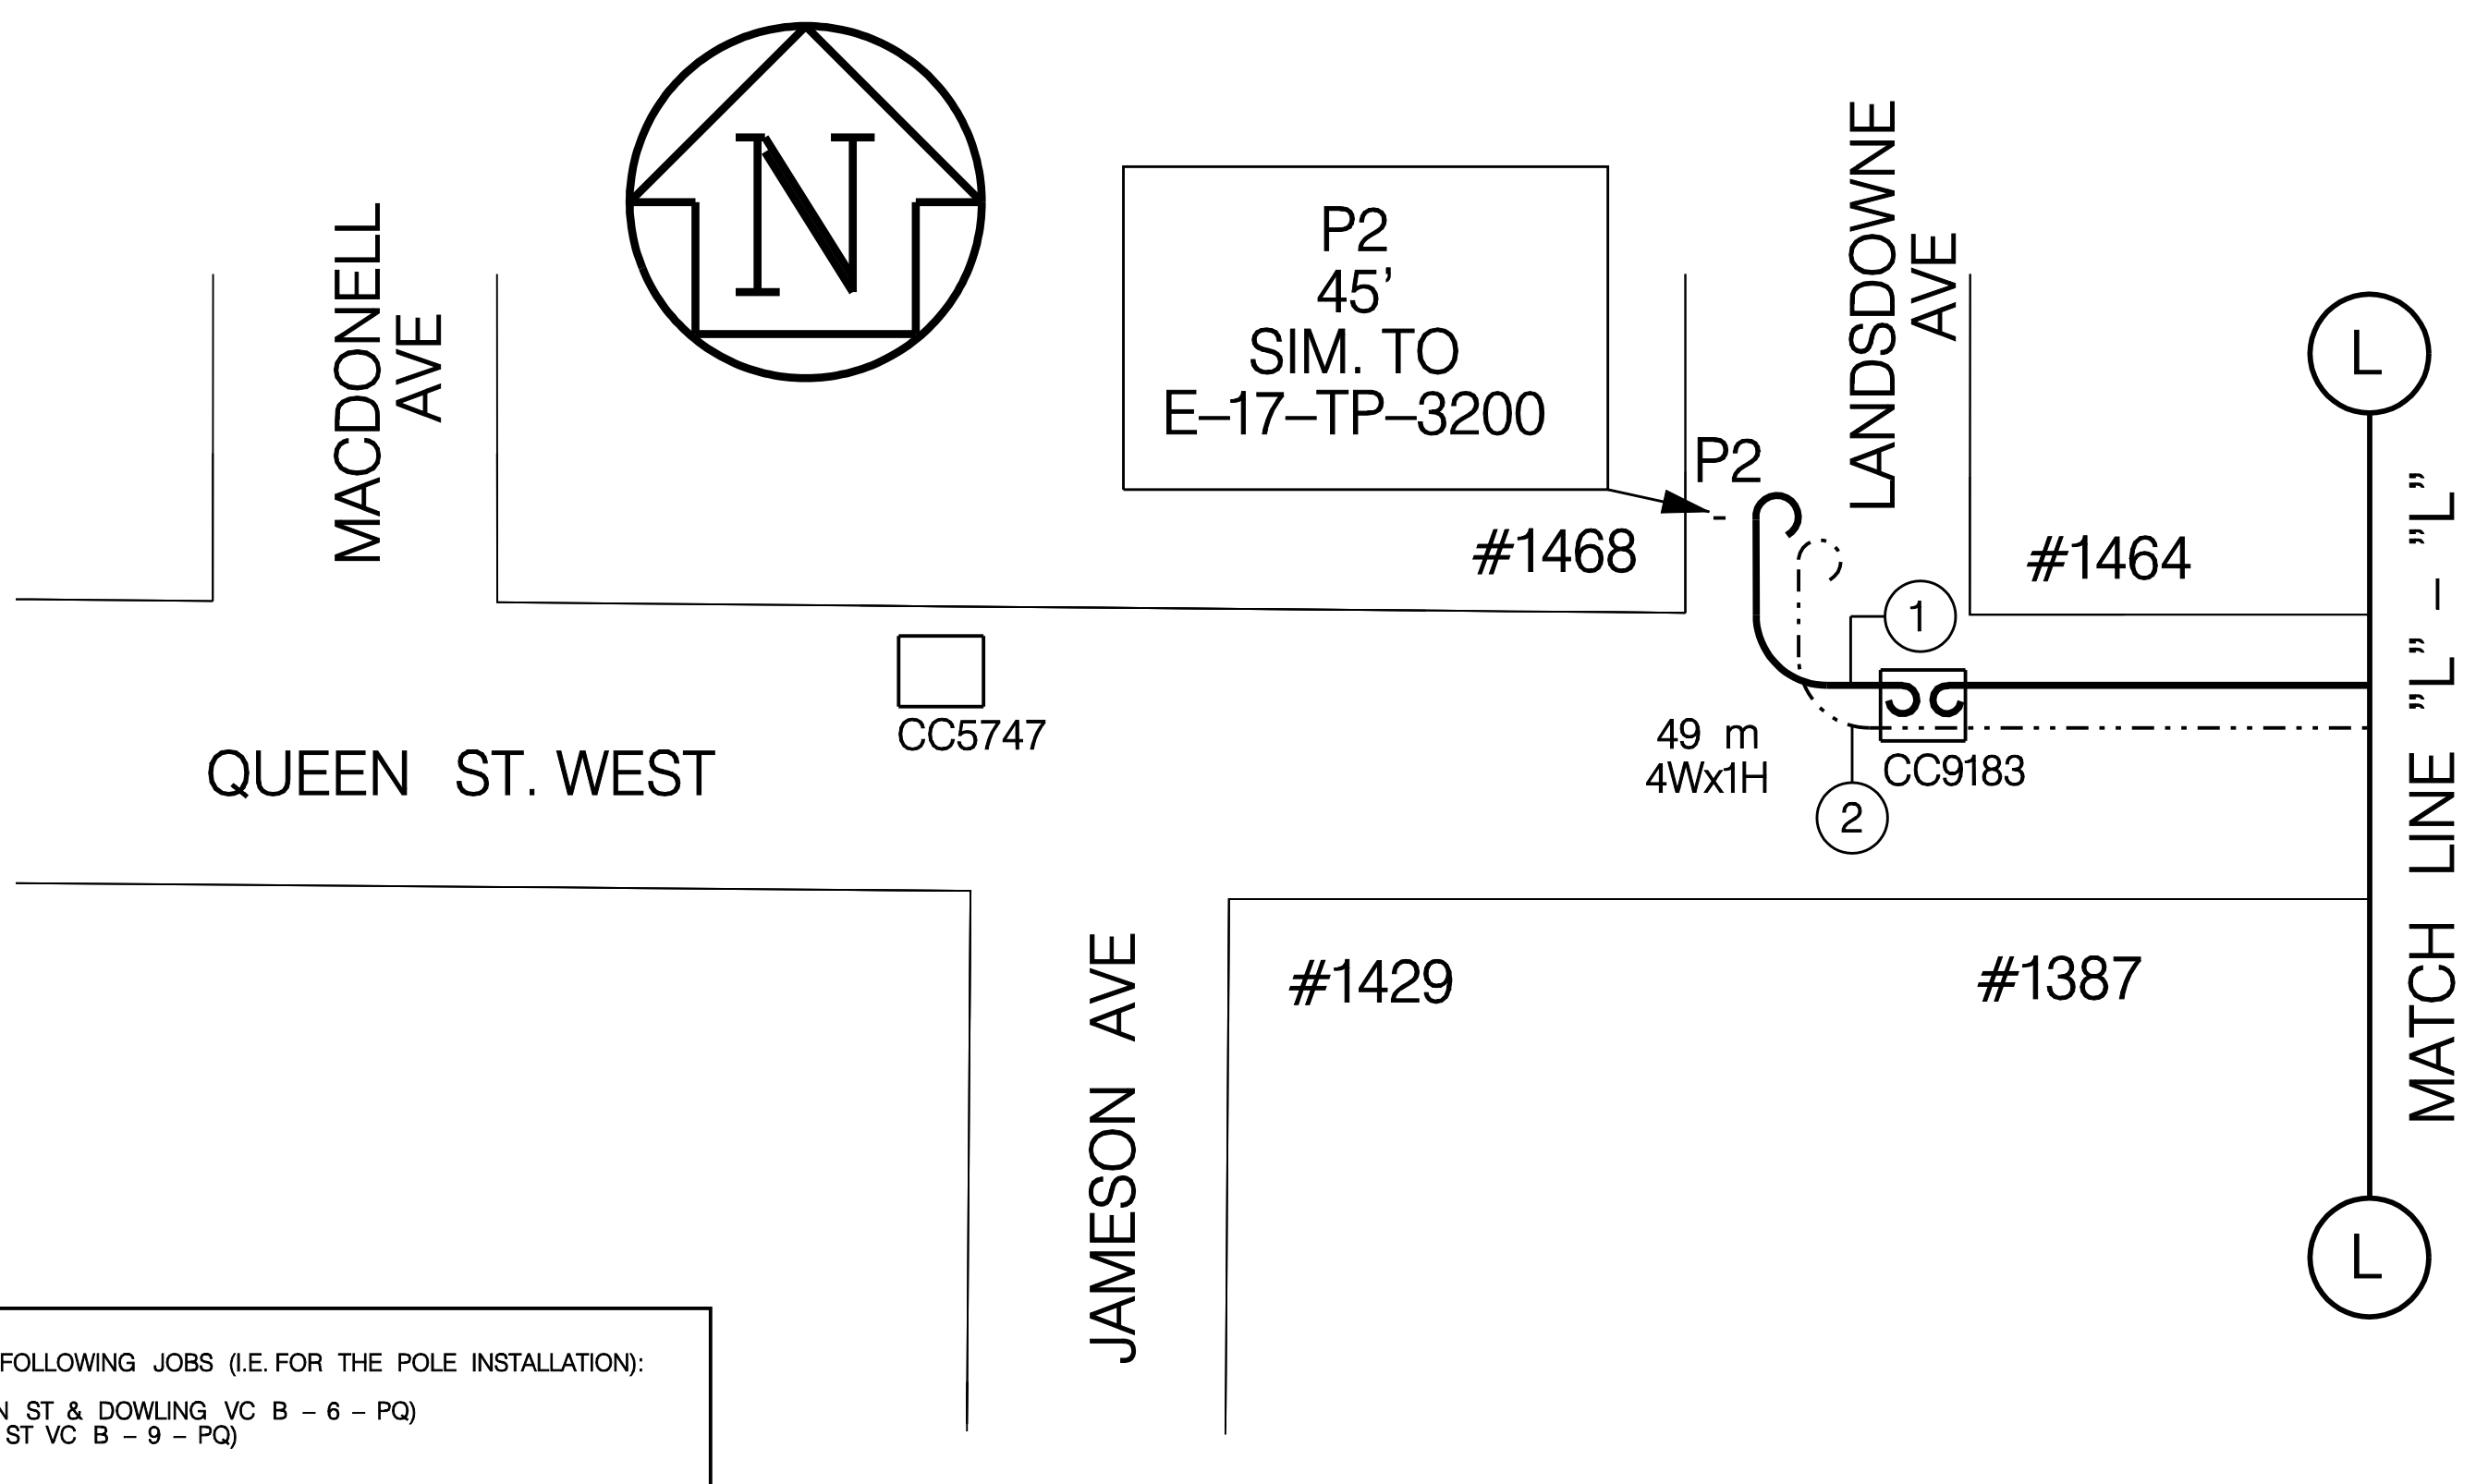 N
MACDONELL
AVE
P2
45'
SIM. TO
E–17–TP–3200
LANDSDOWNE
AVE
L
P2
#1468
#1464
1
CC5747
QUEEN ST. WEST
49 m
4Wx1H
CC9183
2
MATCH LINE "L" – "L"
#1429
#1387
JAMESON AVE
L
FOLLOWING JOBS (I.E. FOR THE POLE INSTALLATION):
N ST & DOWLING VC B – 6 – PQ)
ST VC B – 9 – PQ)